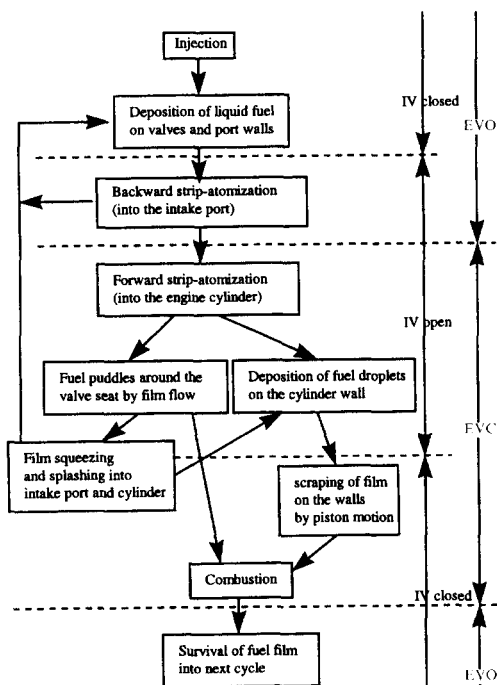 Injection
Deposition of liquid fuel
on valves and port walls
IV closed
EVO
Backward strip-atomization
(into the intake port)
Forward strip-atomization
(into the engine cylinder)
IV open
Fuel puddles around the
valve seat by film flow
Deposition of fuel droplets
on the cylinder wall
EVC
Film squeezing
and splashing into
intake port and cylinder
scraping of film
on the walls
by piston motion
Combustion
IV closed
Survival of fuel film
into next cycle
EVO